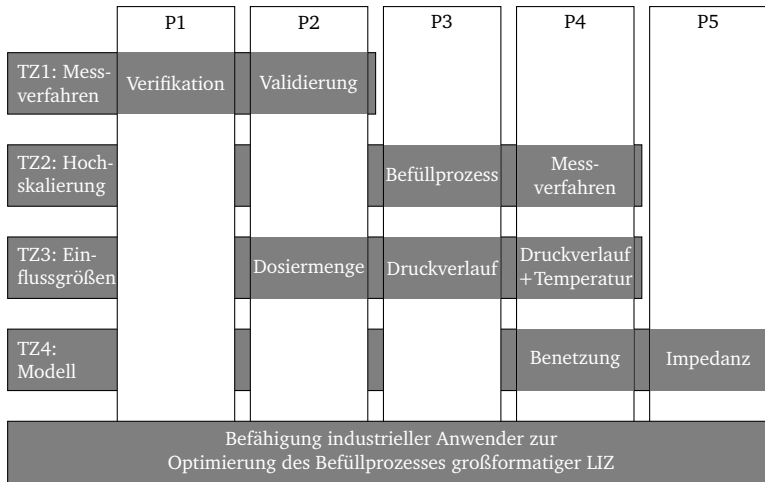 P1 P2 P3 P4 P5
TZ1: Mess-
verfahren
Verifikation
Validierung
TZ2: Hoch-
skalierung
Befüllprozess
Mess-
verfahren
TZ3: Ein-
flussgrößen
Dosiermenge
Druckverlauf
Druckverlauf
+Temperatur
TZ4:
Modell
Benetzung
Impedanz
Befähigung industrieller Anwender zur
Optimierung des Befüllprozesses großformatiger LIZ